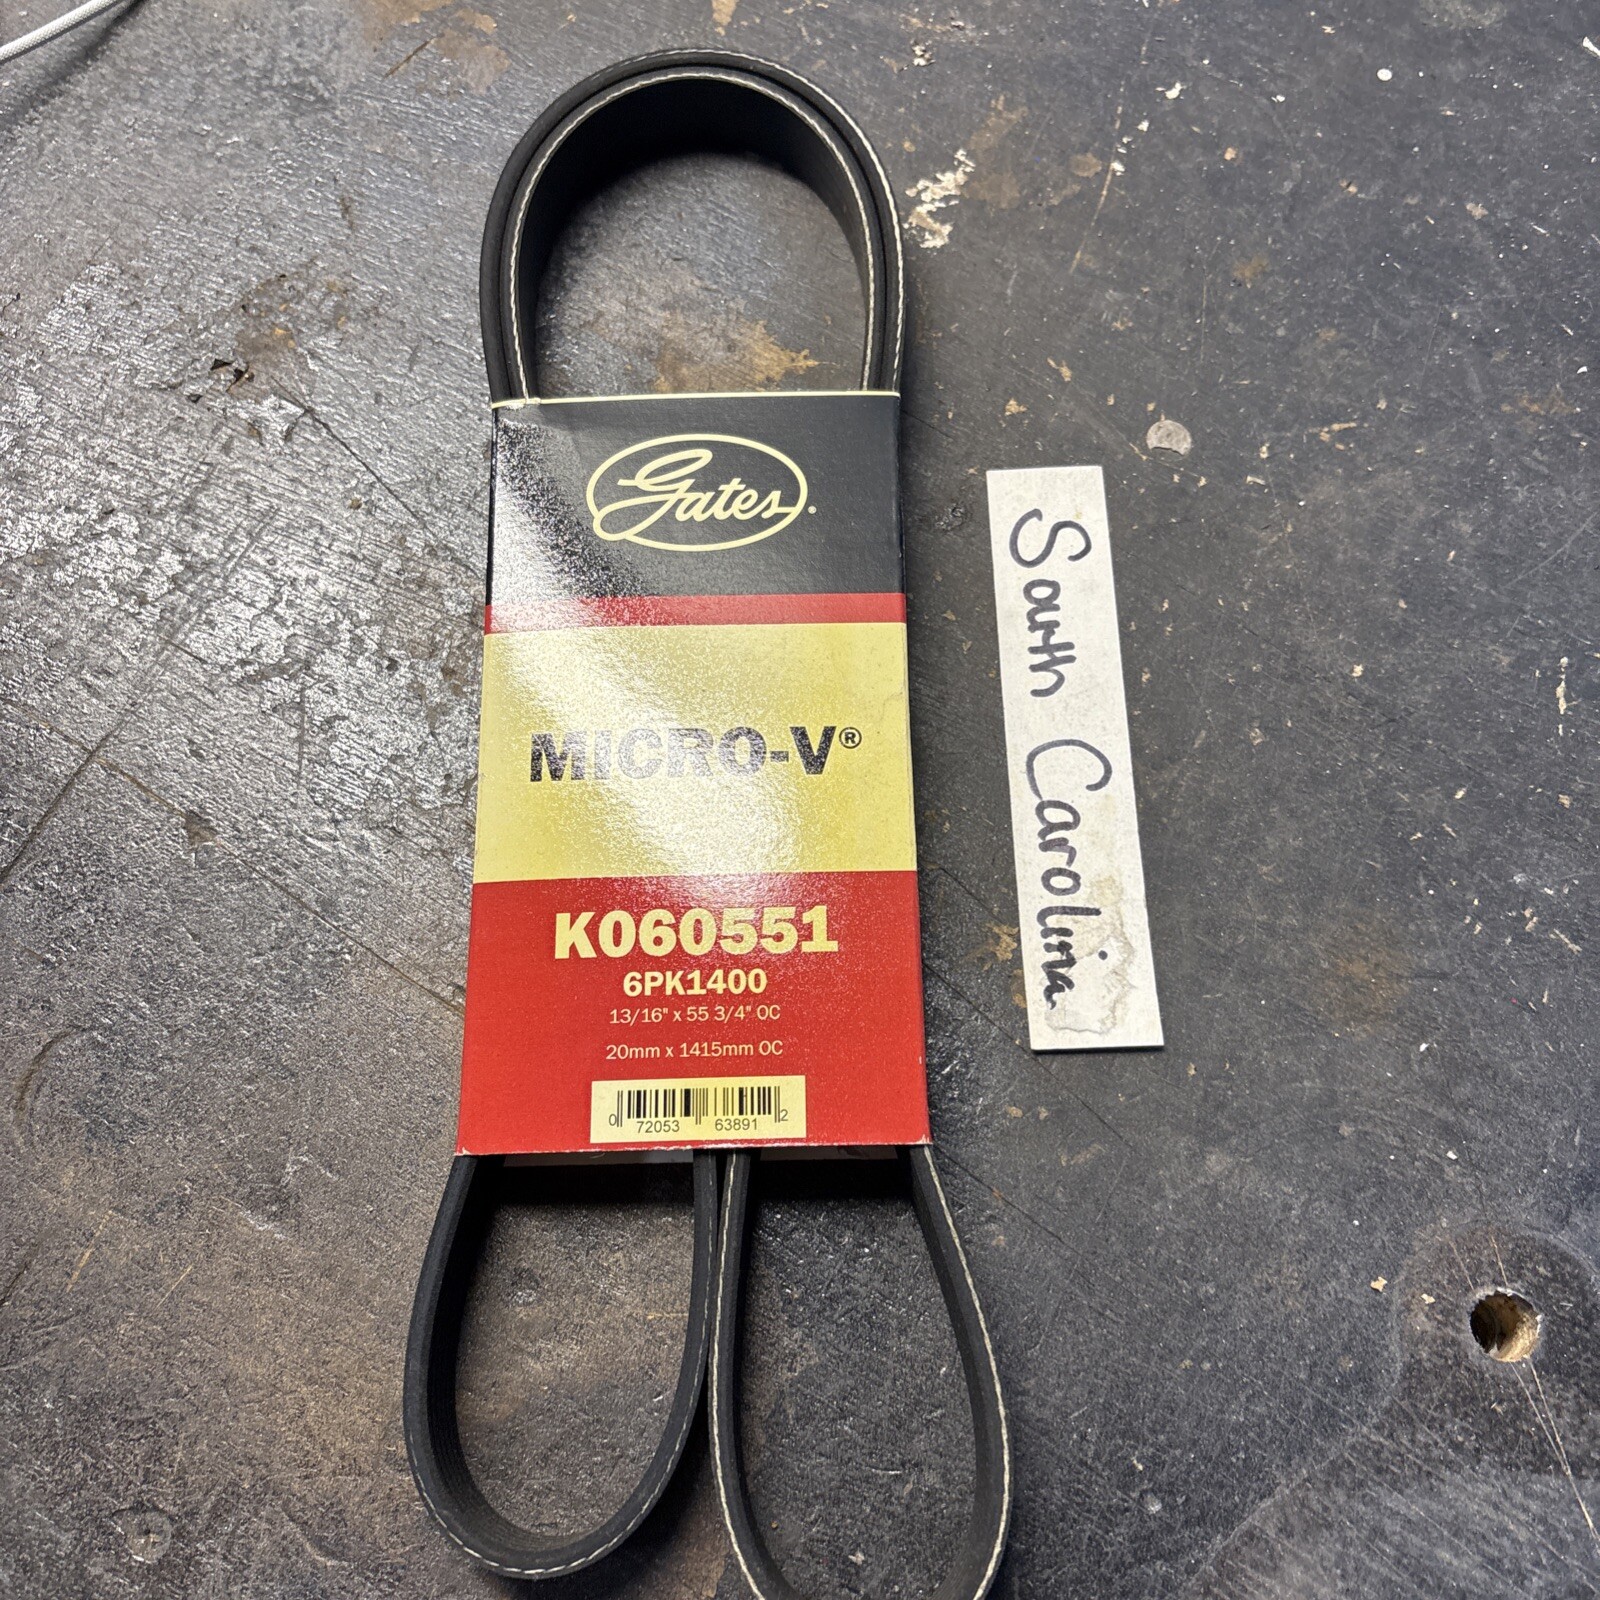 Gates®
MICRO-V®
K060551
6PK1400
13/16" x 55 3/4" OC
20mm x 1415mm OC
0 72053 63891 2
South Carolina